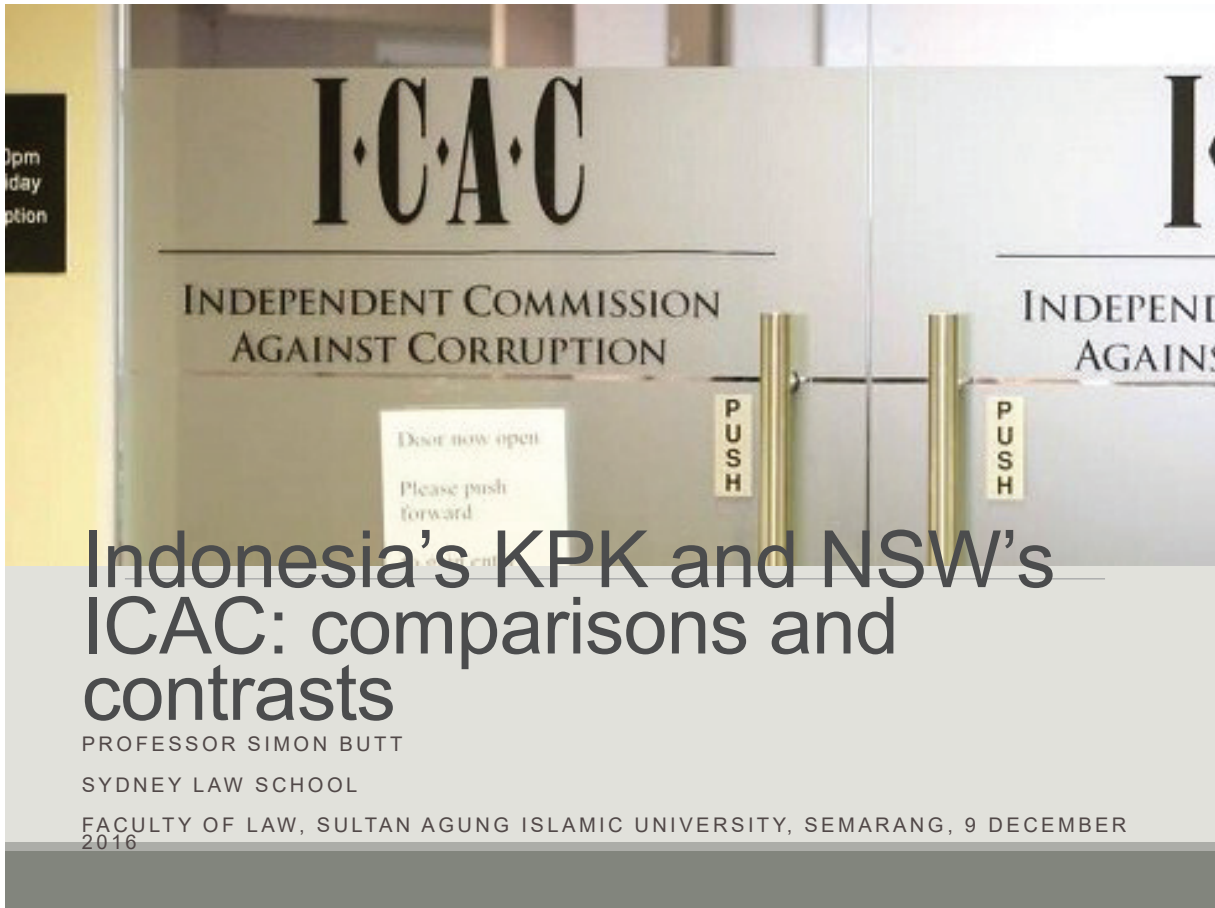 0pm
iday
ption
I·C·A·C
INDEPENDENT COMMISSION
AGAINST CORRUPTION
Door now open
Please push
forward
PUSH
PUSH
I
INDEPEND
AGAINS
Indonesia’s KPK and NSW’s
ICAC: comparisons and
contrasts
PROFESSOR SIMON BUTT
SYDNEY LAW SCHOOL
FACULTY OF LAW, SULTAN AGUNG ISLAMIC UNIVERSITY, SEMARANG, 9 DECEMBER
2016